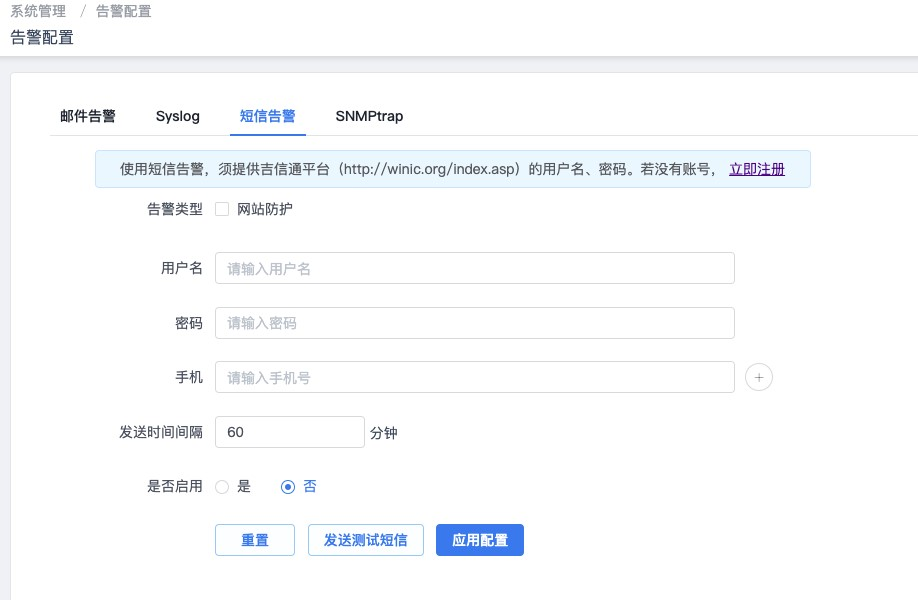 系统管理 / 告警配置
告警配置
邮件告警 Syslog 短信告警 SNMPtrap
使用短信告警，须提供吉信通平台（http://winic.org/index.asp）的用户名、密码。若没有账号， 立即注册
告警类型 网站防护
用户名 请输入用户名
密码 请输入密码
手机 请输入手机号 +
发送时间间隔 60 分钟
是否启用 是 否
重置 发送测试短信 应用配置